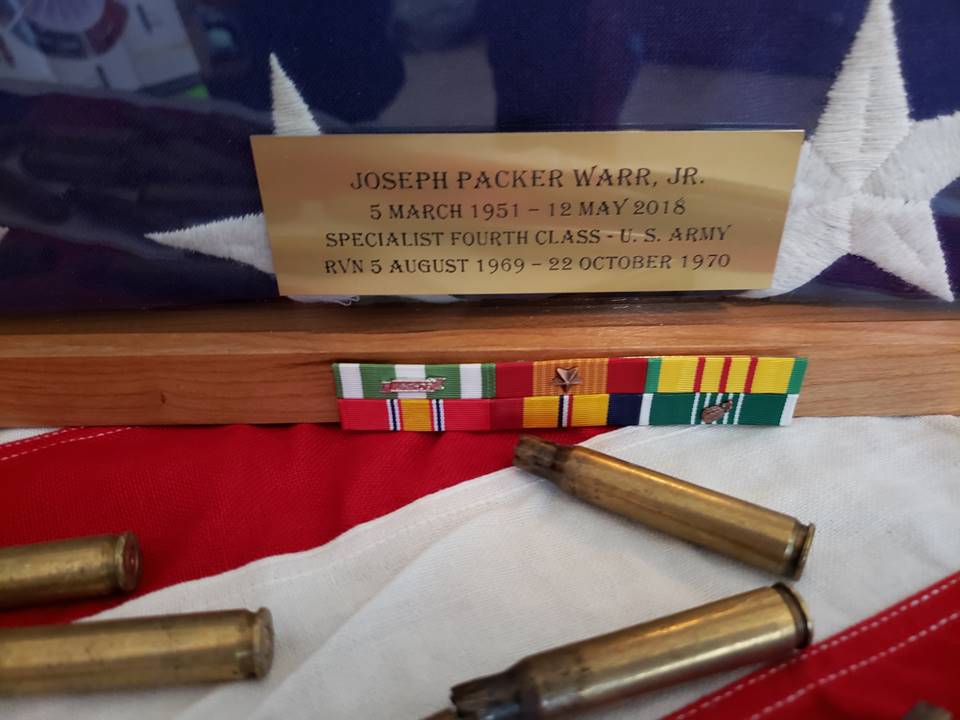 JOSEPH PACKER WARR, JR.
5 MARCH 1951 – 12 MAY 2018
SPECIALIST FOURTH CLASS - U. S. ARMY
RVN 5 AUGUST 1969 – 22 OCTOBER 1970